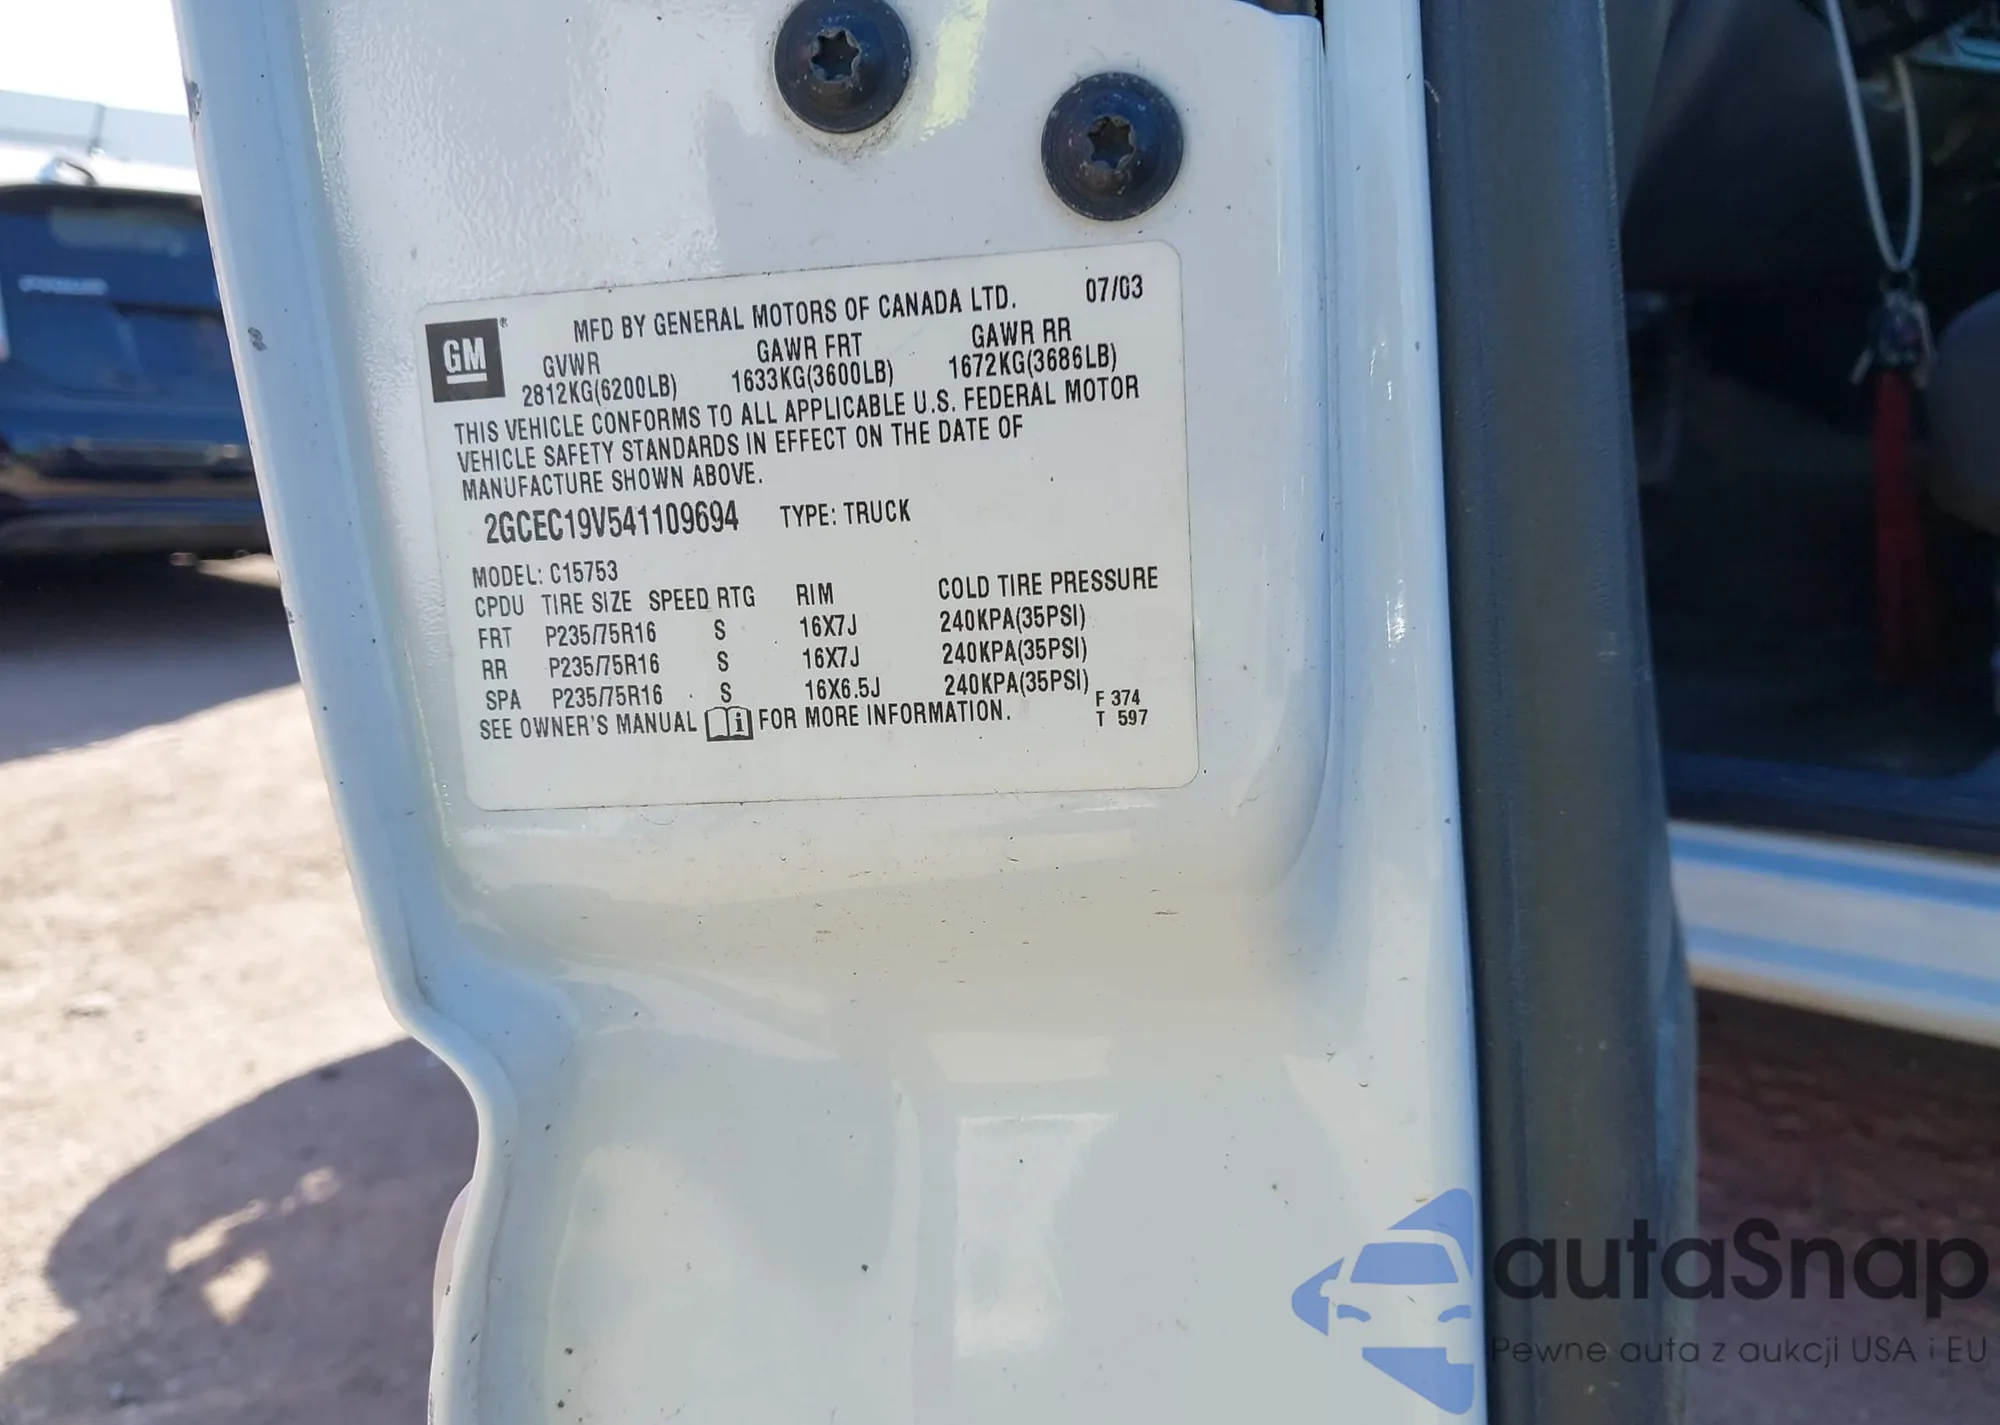 MFD BY GENERAL MOTORS OF CANADA LTD. 07/03
GM®
GVWR GAWR FRT GAWR RR
2812KG(6200LB) 1633KG(3600LB) 1672KG(3686LB)
THIS VEHICLE CONFORMS TO ALL APPLICABLE U.S. FEDERAL MOTOR
VEHICLE SAFETY STANDARDS IN EFFECT ON THE DATE OF
MANUFACTURE SHOWN ABOVE.
2GCEC19V541109694 TYPE: TRUCK
MODEL: C15753
CPDU TIRE SIZE SPEED RTG RIM COLD TIRE PRESSURE
FRT P235/75R16 S 16X7J 240KPA(35PSI)
RR P235/75R16 S 16X7J 240KPA(35PSI)
SPA P235/75R16 S 16X6.5J 240KPA(35PSI)
SEE OWNER'S MANUAL i FOR MORE INFORMATION.
F 374
T 597
autaSnap
Pewne auta z aukcji USA i EU